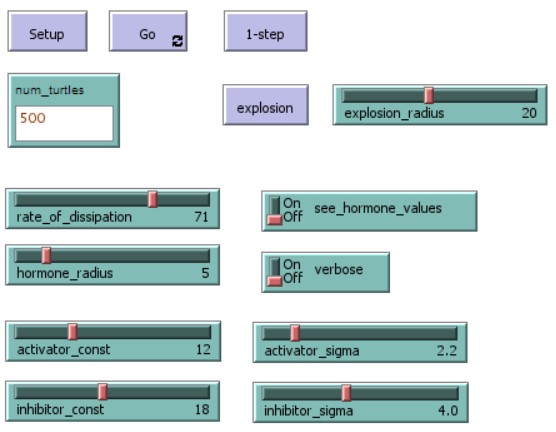 Setup
Go
1-step
num_turtles
500
explosion
explosion_radius 20
rate_of_dissipation 71
On
Off
see_hormone_values
hormone_radius 5
On
Off
verbose
activator_const 12
activator_sigma 2.2
inhibitor_const 18
inhibitor_sigma 4.0